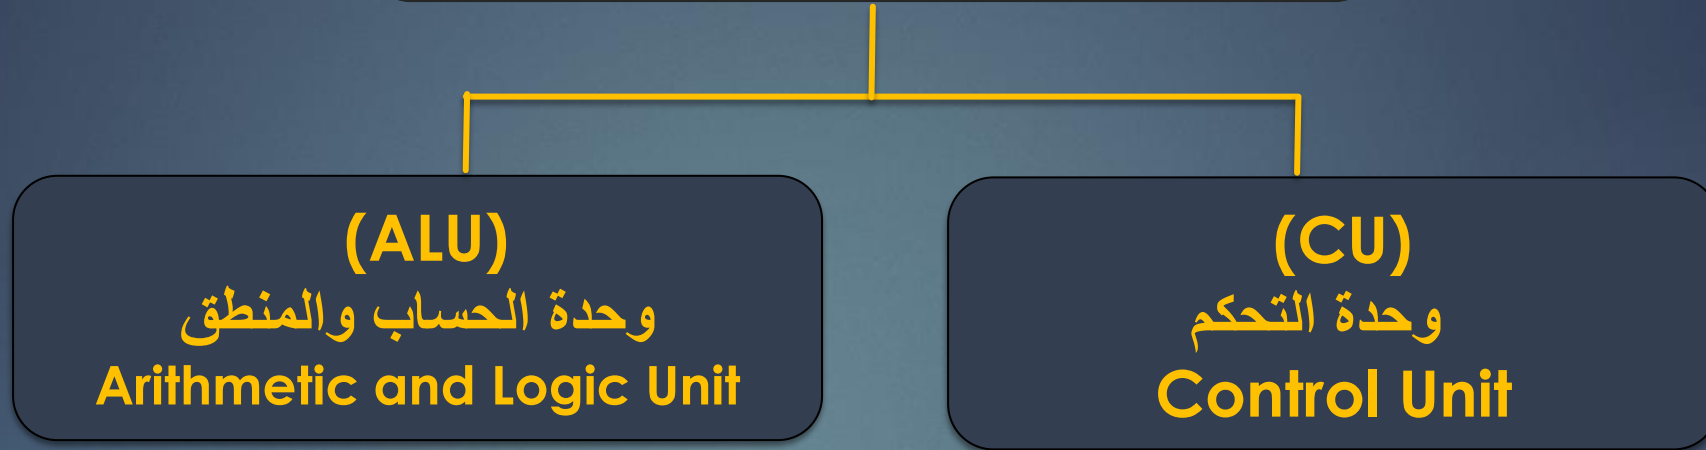 (ALU)
وحدة الحساب والمنطق
Arithmetic and Logic Unit
(CU)
وحدة التحكم
Control Unit